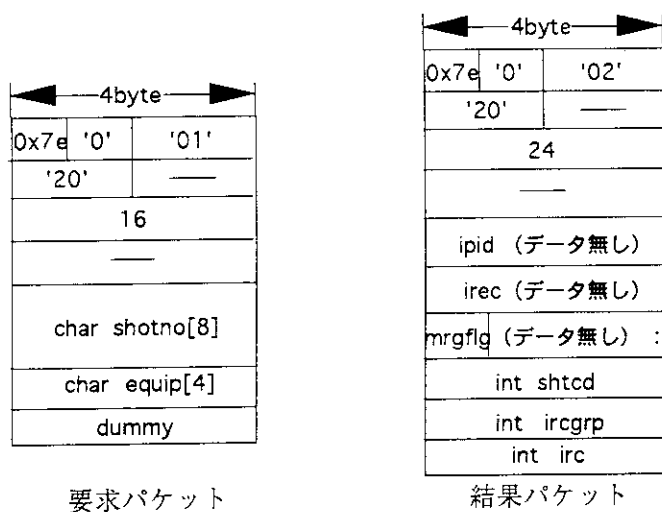 4byte
0x7e '0' '01'
'20' ——
16
——
char shotno[8]
char equip[4]
dummy
要求パケット
4byte
0x7e '0' '02'
'20' ——
24
——
ipid (データ無し)
irec (データ無し)
mrgflg (データ無し) :
int shtcd
int ircgrp
int irc
結果パケット